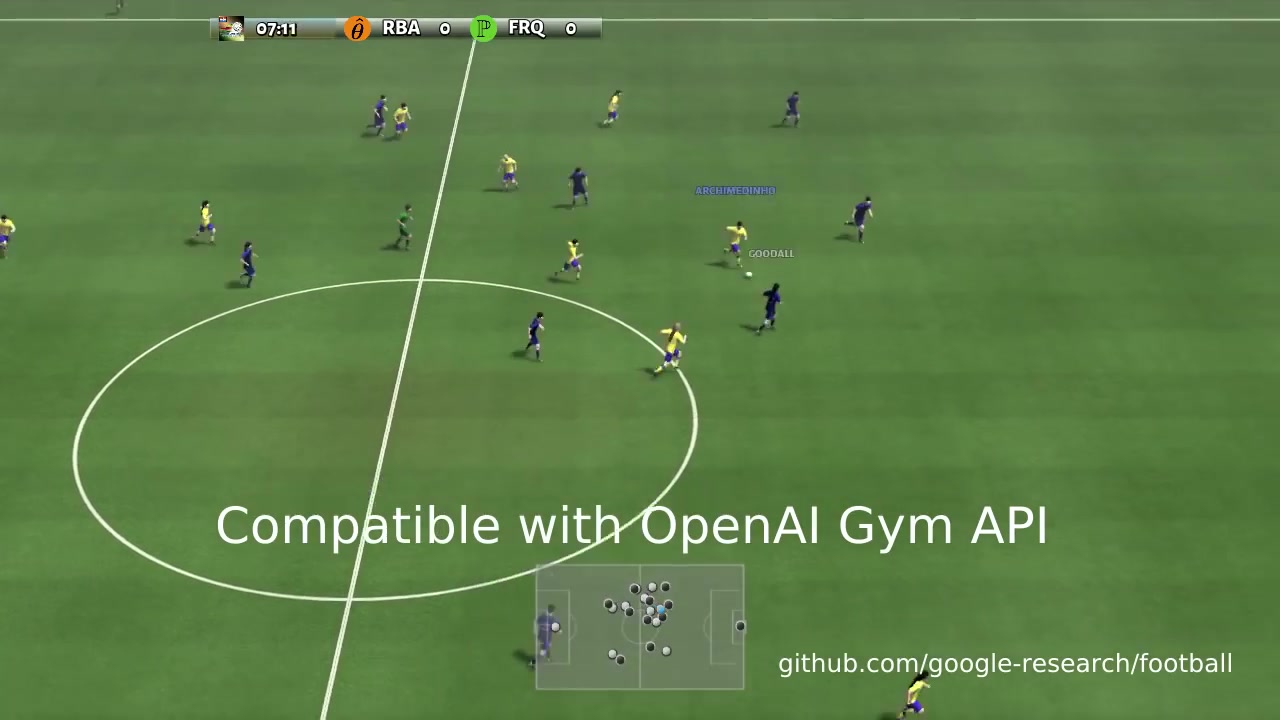 07:11 θ̂ RBA 0 ℙ FRQ 0
ARCHIMEDINHO
GOODALL
Compatible with OpenAI Gym API
github.com/google-research/football